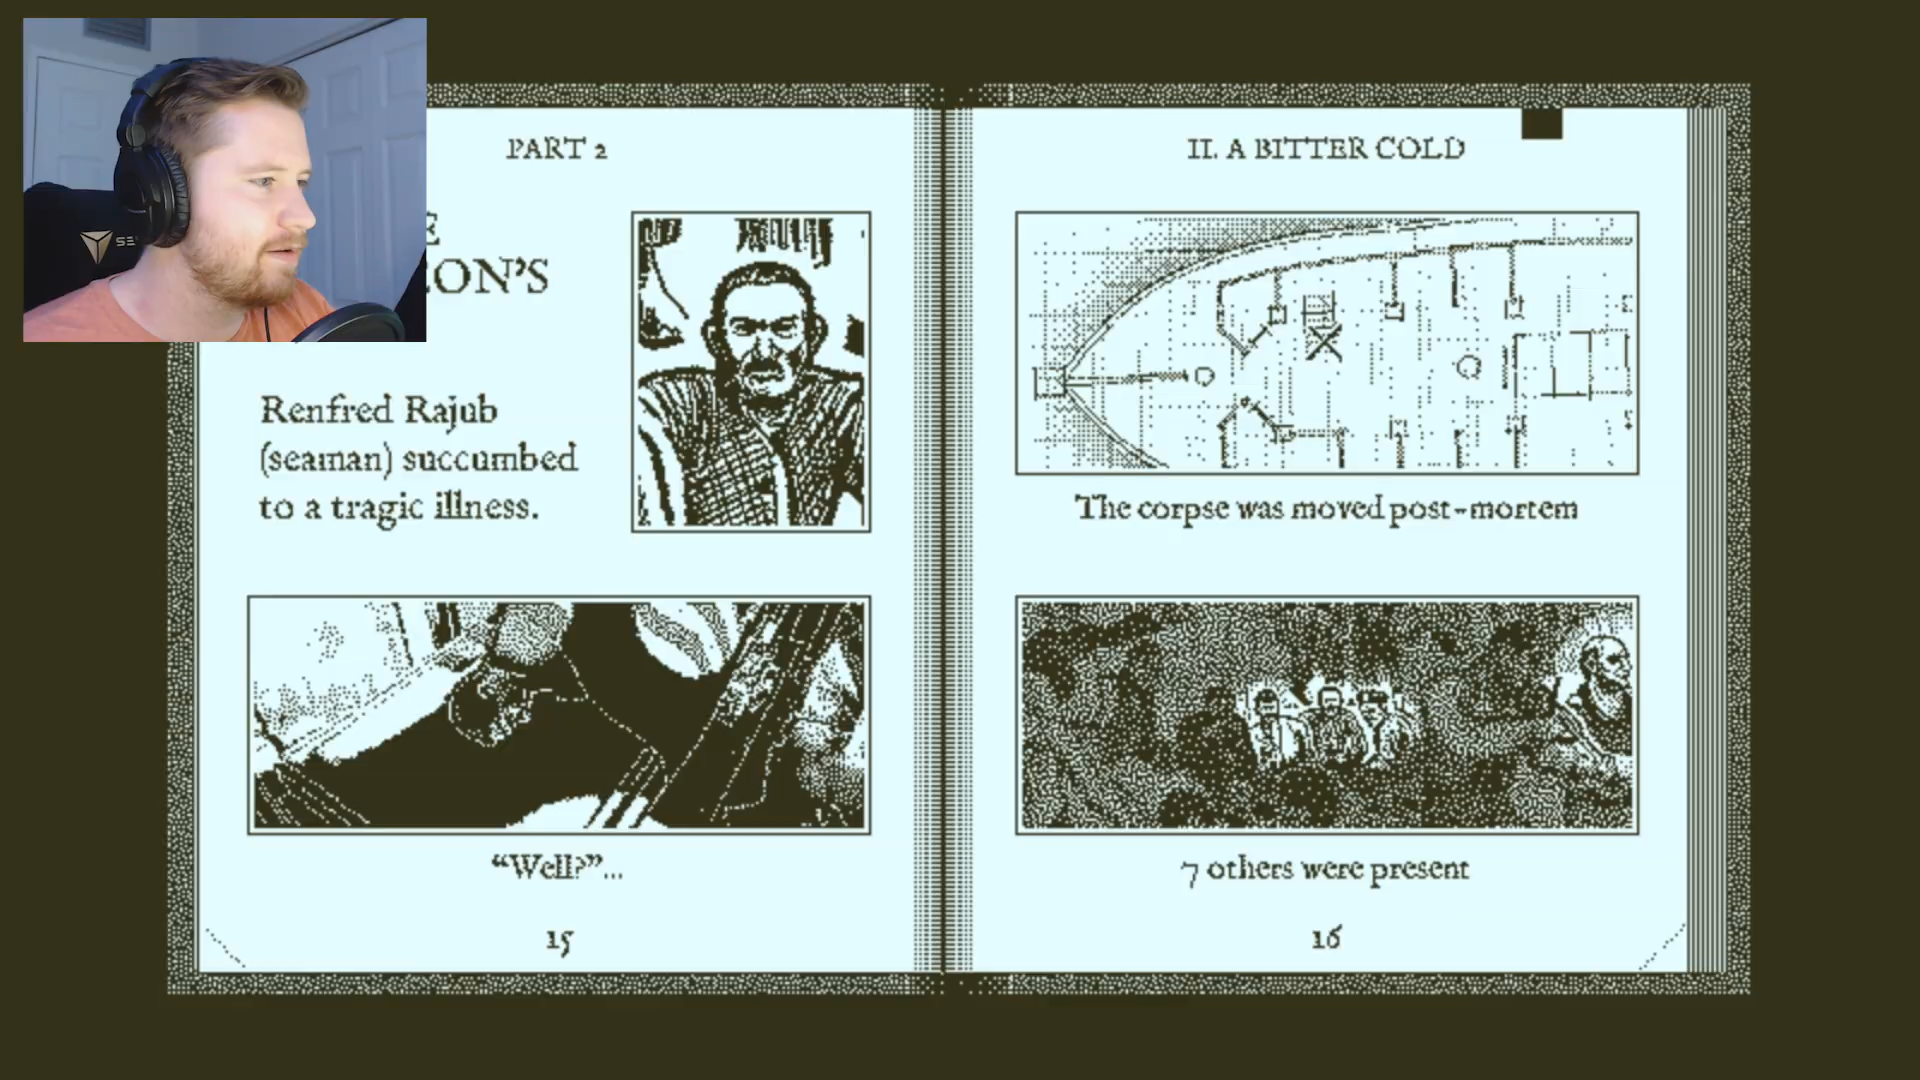 PART 2
ON'S
Renfred Rajub
(seaman) succumbed
to a tragic illness.
“Well?”...
15
II. A BITTER COLD
The corpse was moved post-mortem
7 others were present
16